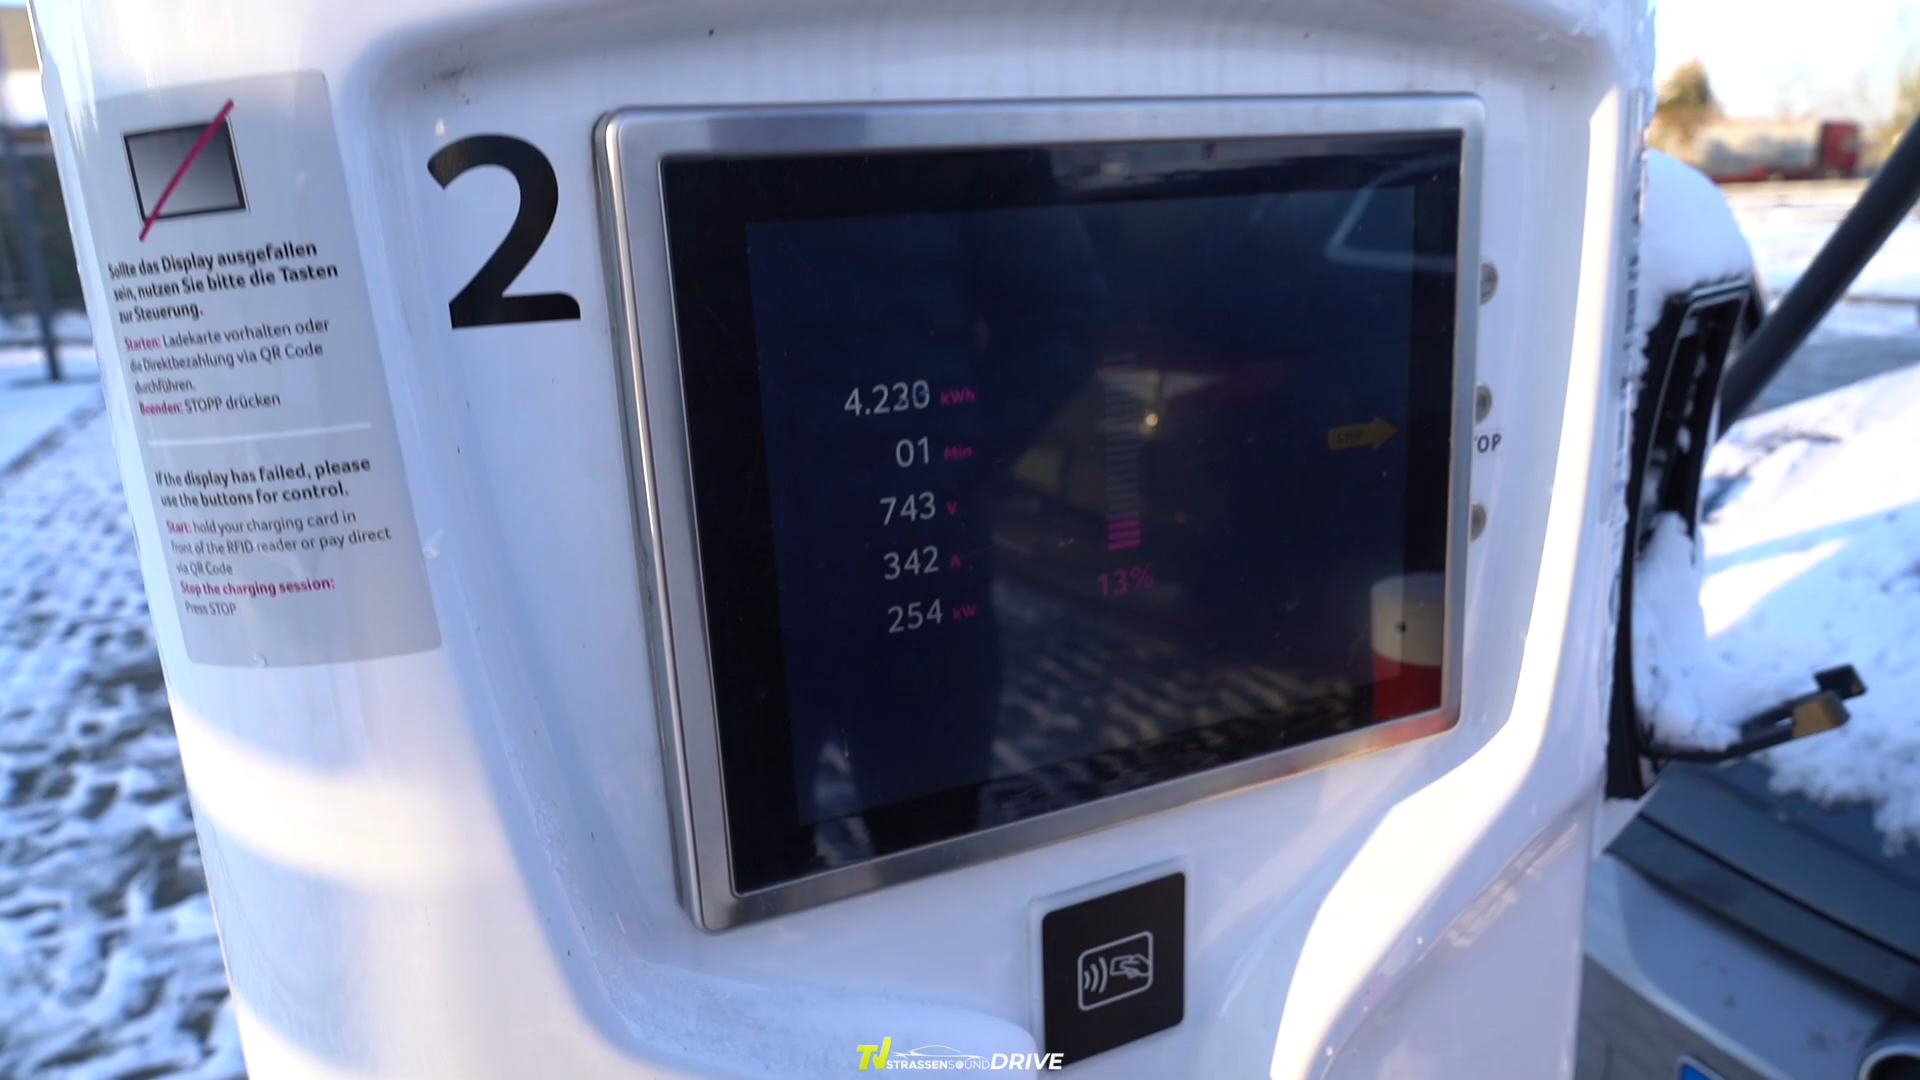 Sollte das Display ausgefallen
sein, nutzen Sie bitte die Tasten
zur Steuerung.
Starten: Ladekarte vorhalten oder
die Direktbezahlung via QR Code
durchführen.
Beenden: STOPP drücken
If the display has failed, please
use the buttons for control.
Start: hold your charging card in
front of the RFID reader or pay direct
via QR Code
Stop the charging session:
Press STOP
2
4.230 kWh
01 Min
743 V
342 A
254 kW
13%
STOP
TOP
STRASSENSOUNDDRIVE